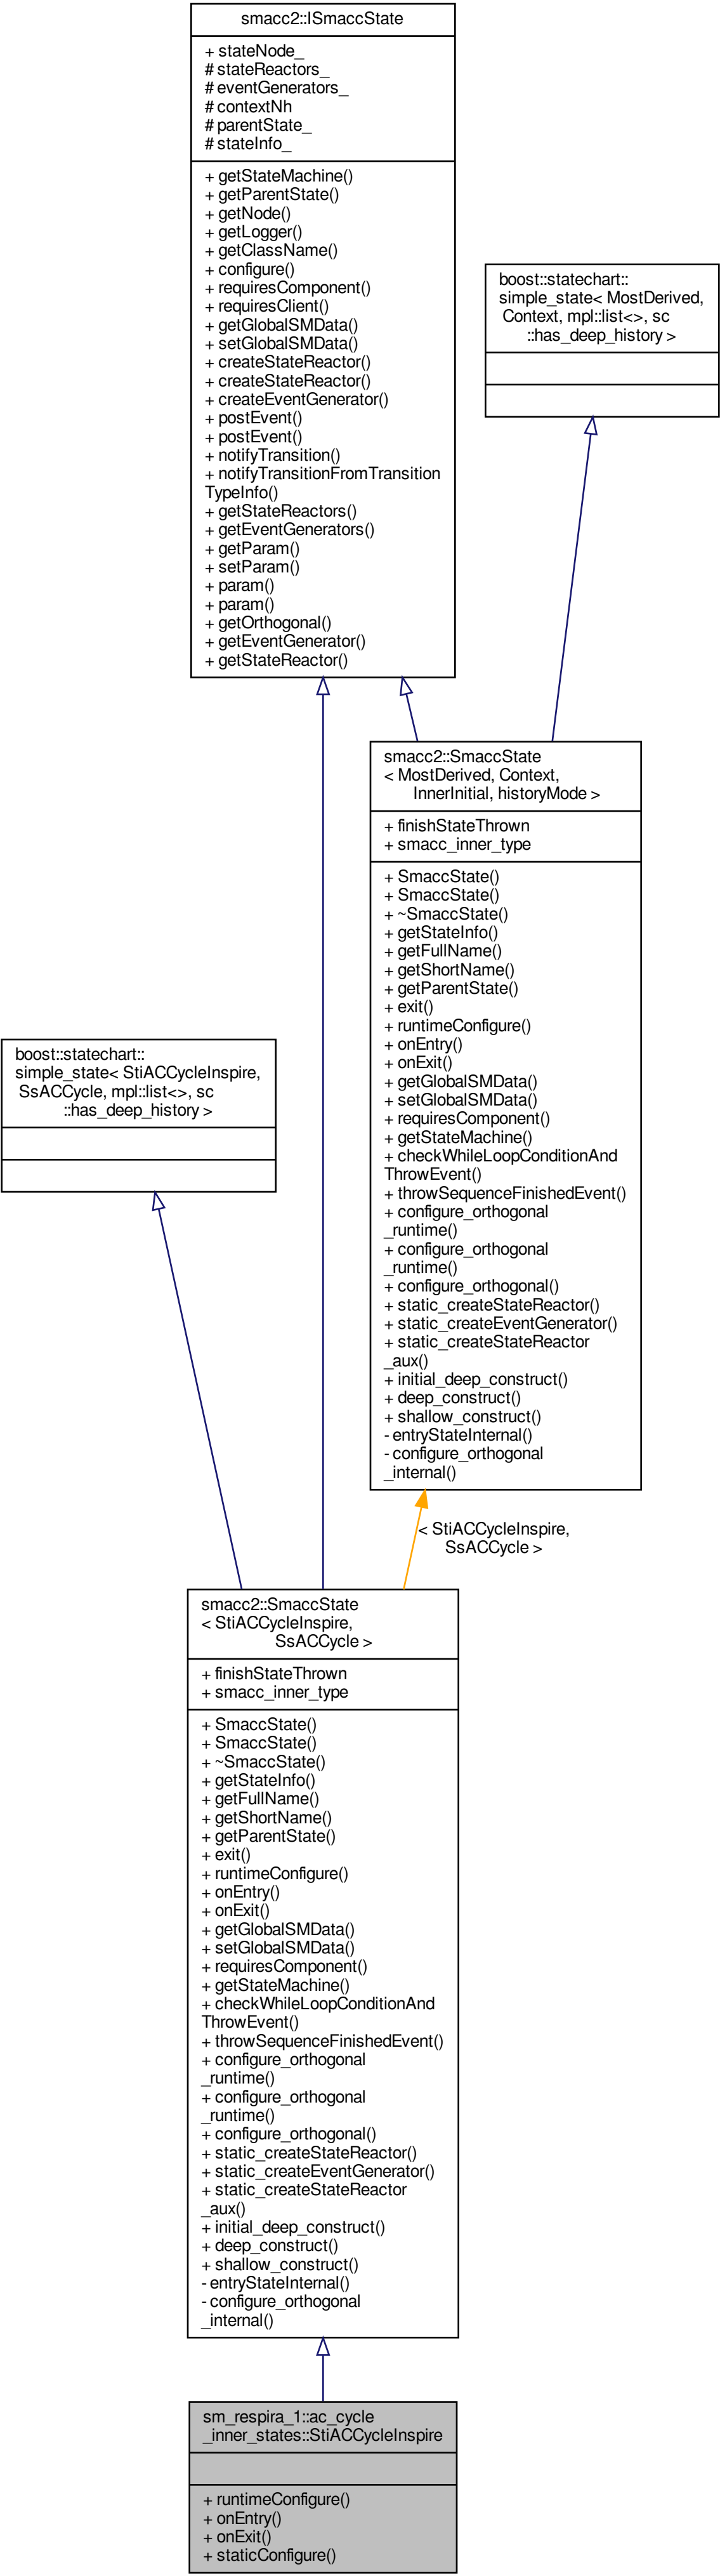 smacc2::ISmaccState
+ stateNode_
# stateReactors_
# eventGenerators_
# contextNh
# parentState_
# stateInfo_
+ getStateMachine()
+ getParentState()
+ getNode()
+ getLogger()
+ getClassName()
+ configure()
+ requiresComponent()
+ requiresClient()
+ getGlobalSMData()
+ setGlobalSMData()
+ createStateReactor()
+ createStateReactor()
+ createEventGenerator()
+ postEvent()
+ postEvent()
+ notifyTransition()
+ notifyTransitionFromTransition
TypeInfo()
+ getStateReactors()
+ getEventGenerators()
+ getParam()
+ setParam()
+ param()
+ param()
+ getOrthogonal()
+ getEventGenerator()
+ getStateReactor()
boost::statechart::
simple_state< MostDerived,
Context, mpl::list<>, sc
::has_deep_history >
smacc2::SmaccState
< MostDerived, Context,
InnerInitial, historyMode >
+ finishStateThrown
+ smacc_inner_type
+ SmaccState()
+ SmaccState()
+ ~SmaccState()
+ getStateInfo()
+ getFullName()
+ getShortName()
+ getParentState()
+ exit()
+ runtimeConfigure()
+ onEntry()
+ onExit()
+ getGlobalSMData()
+ setGlobalSMData()
+ requiresComponent()
+ getStateMachine()
+ checkWhileLoopConditionAnd
ThrowEvent()
+ throwSequenceFinishedEvent()
+ configure_orthogonal
_runtime()
+ configure_orthogonal
_runtime()
+ configure_orthogonal()
+ static_createStateReactor()
+ static_createEventGenerator()
+ static_createStateReactor
_aux()
+ initial_deep_construct()
+ deep_construct()
+ shallow_construct()
- entryStateInternal()
- configure_orthogonal
_internal()
boost::statechart::
simple_state< StiACCycleInspire,
SsACCycle, mpl::list<>, sc
::has_deep_history >
< StiACCycleInspire,
SsACCycle >
smacc2::SmaccState
< StiACCycleInspire,
SsACCycle >
+ finishStateThrown
+ smacc_inner_type
+ SmaccState()
+ SmaccState()
+ ~SmaccState()
+ getStateInfo()
+ getFullName()
+ getShortName()
+ getParentState()
+ exit()
+ runtimeConfigure()
+ onEntry()
+ onExit()
+ getGlobalSMData()
+ setGlobalSMData()
+ requiresComponent()
+ getStateMachine()
+ checkWhileLoopConditionAnd
ThrowEvent()
+ throwSequenceFinishedEvent()
+ configure_orthogonal
_runtime()
+ configure_orthogonal
_runtime()
+ configure_orthogonal()
+ static_createStateReactor()
+ static_createEventGenerator()
+ static_createStateReactor
_aux()
+ initial_deep_construct()
+ deep_construct()
+ shallow_construct()
- entryStateInternal()
- configure_orthogonal
_internal()
sm_respira_1::ac_cycle
_inner_states::StiACCycleInspire
+ runtimeConfigure()
+ onEntry()
+ onExit()
+ staticConfigure()